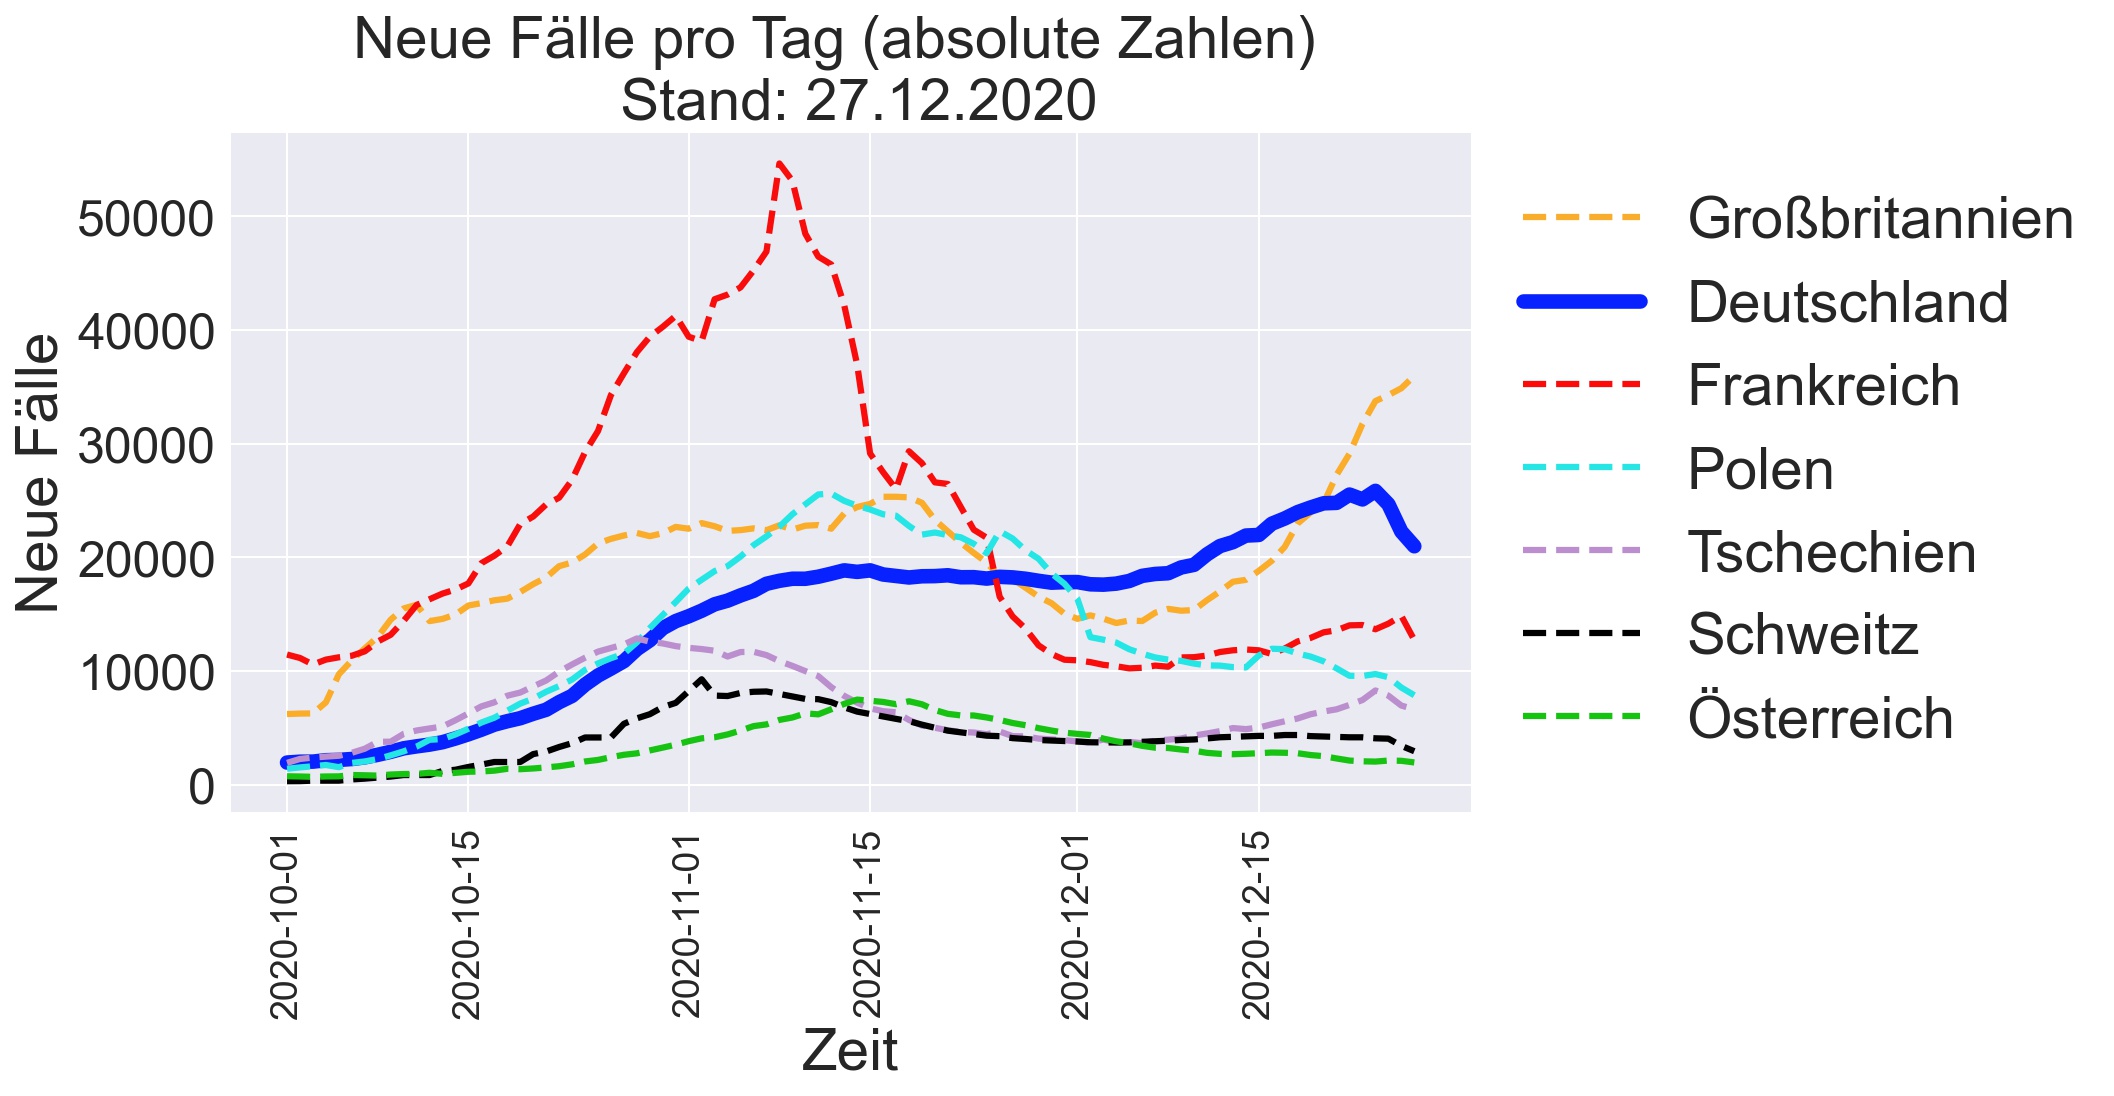 Neue Fälle pro Tag (absolute Zahlen)
Stand: 27.12.2020
Neue Fälle
50000
40000
30000
20000
10000
0
2020-10-01
2020-10-15
2020-11-01
2020-11-15
2020-12-01
2020-12-15
Zeit
Großbritannien
Deutschland
Frankreich
Polen
Tschechien
Schweitz
Österreich